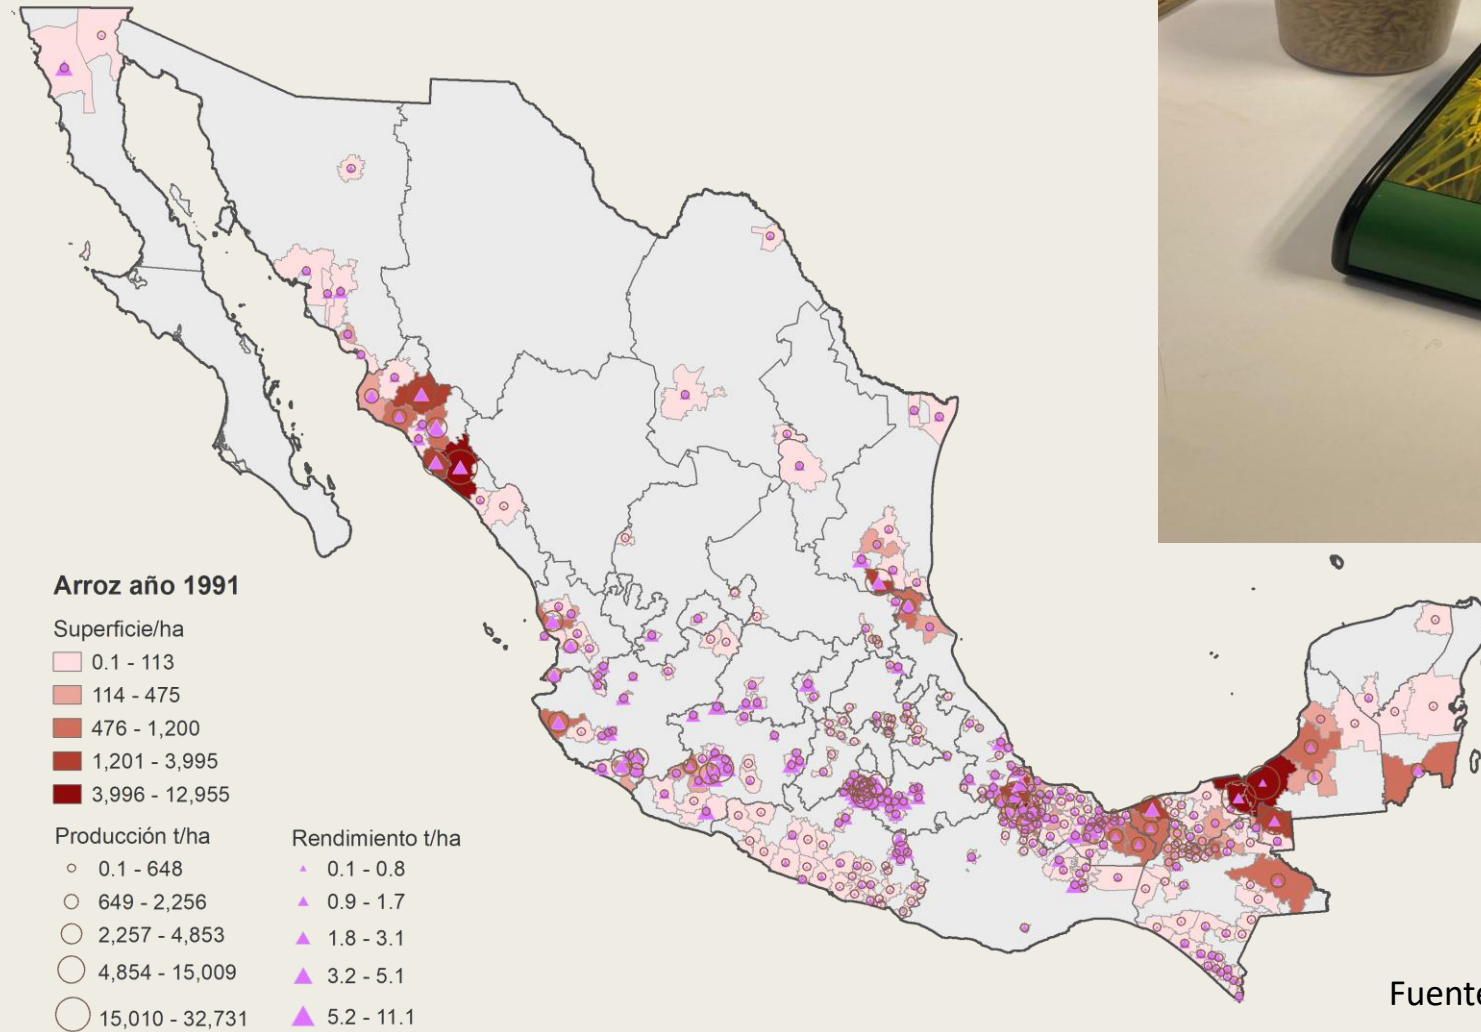 Arroz año 1991
Superficie/ha
0.1 - 113
114 - 475
476 - 1,200
1,201 - 3,995
3,996 - 12,955
Producción t/ha
0.1 - 648
649 - 2,256
2,257 - 4,853
4,854 - 15,009
15,010 - 32,731
Rendimiento t/ha
0.1 - 0.8
0.9 - 1.7
1.8 - 3.1
3.2 - 5.1
5.2 - 11.1
Fuente